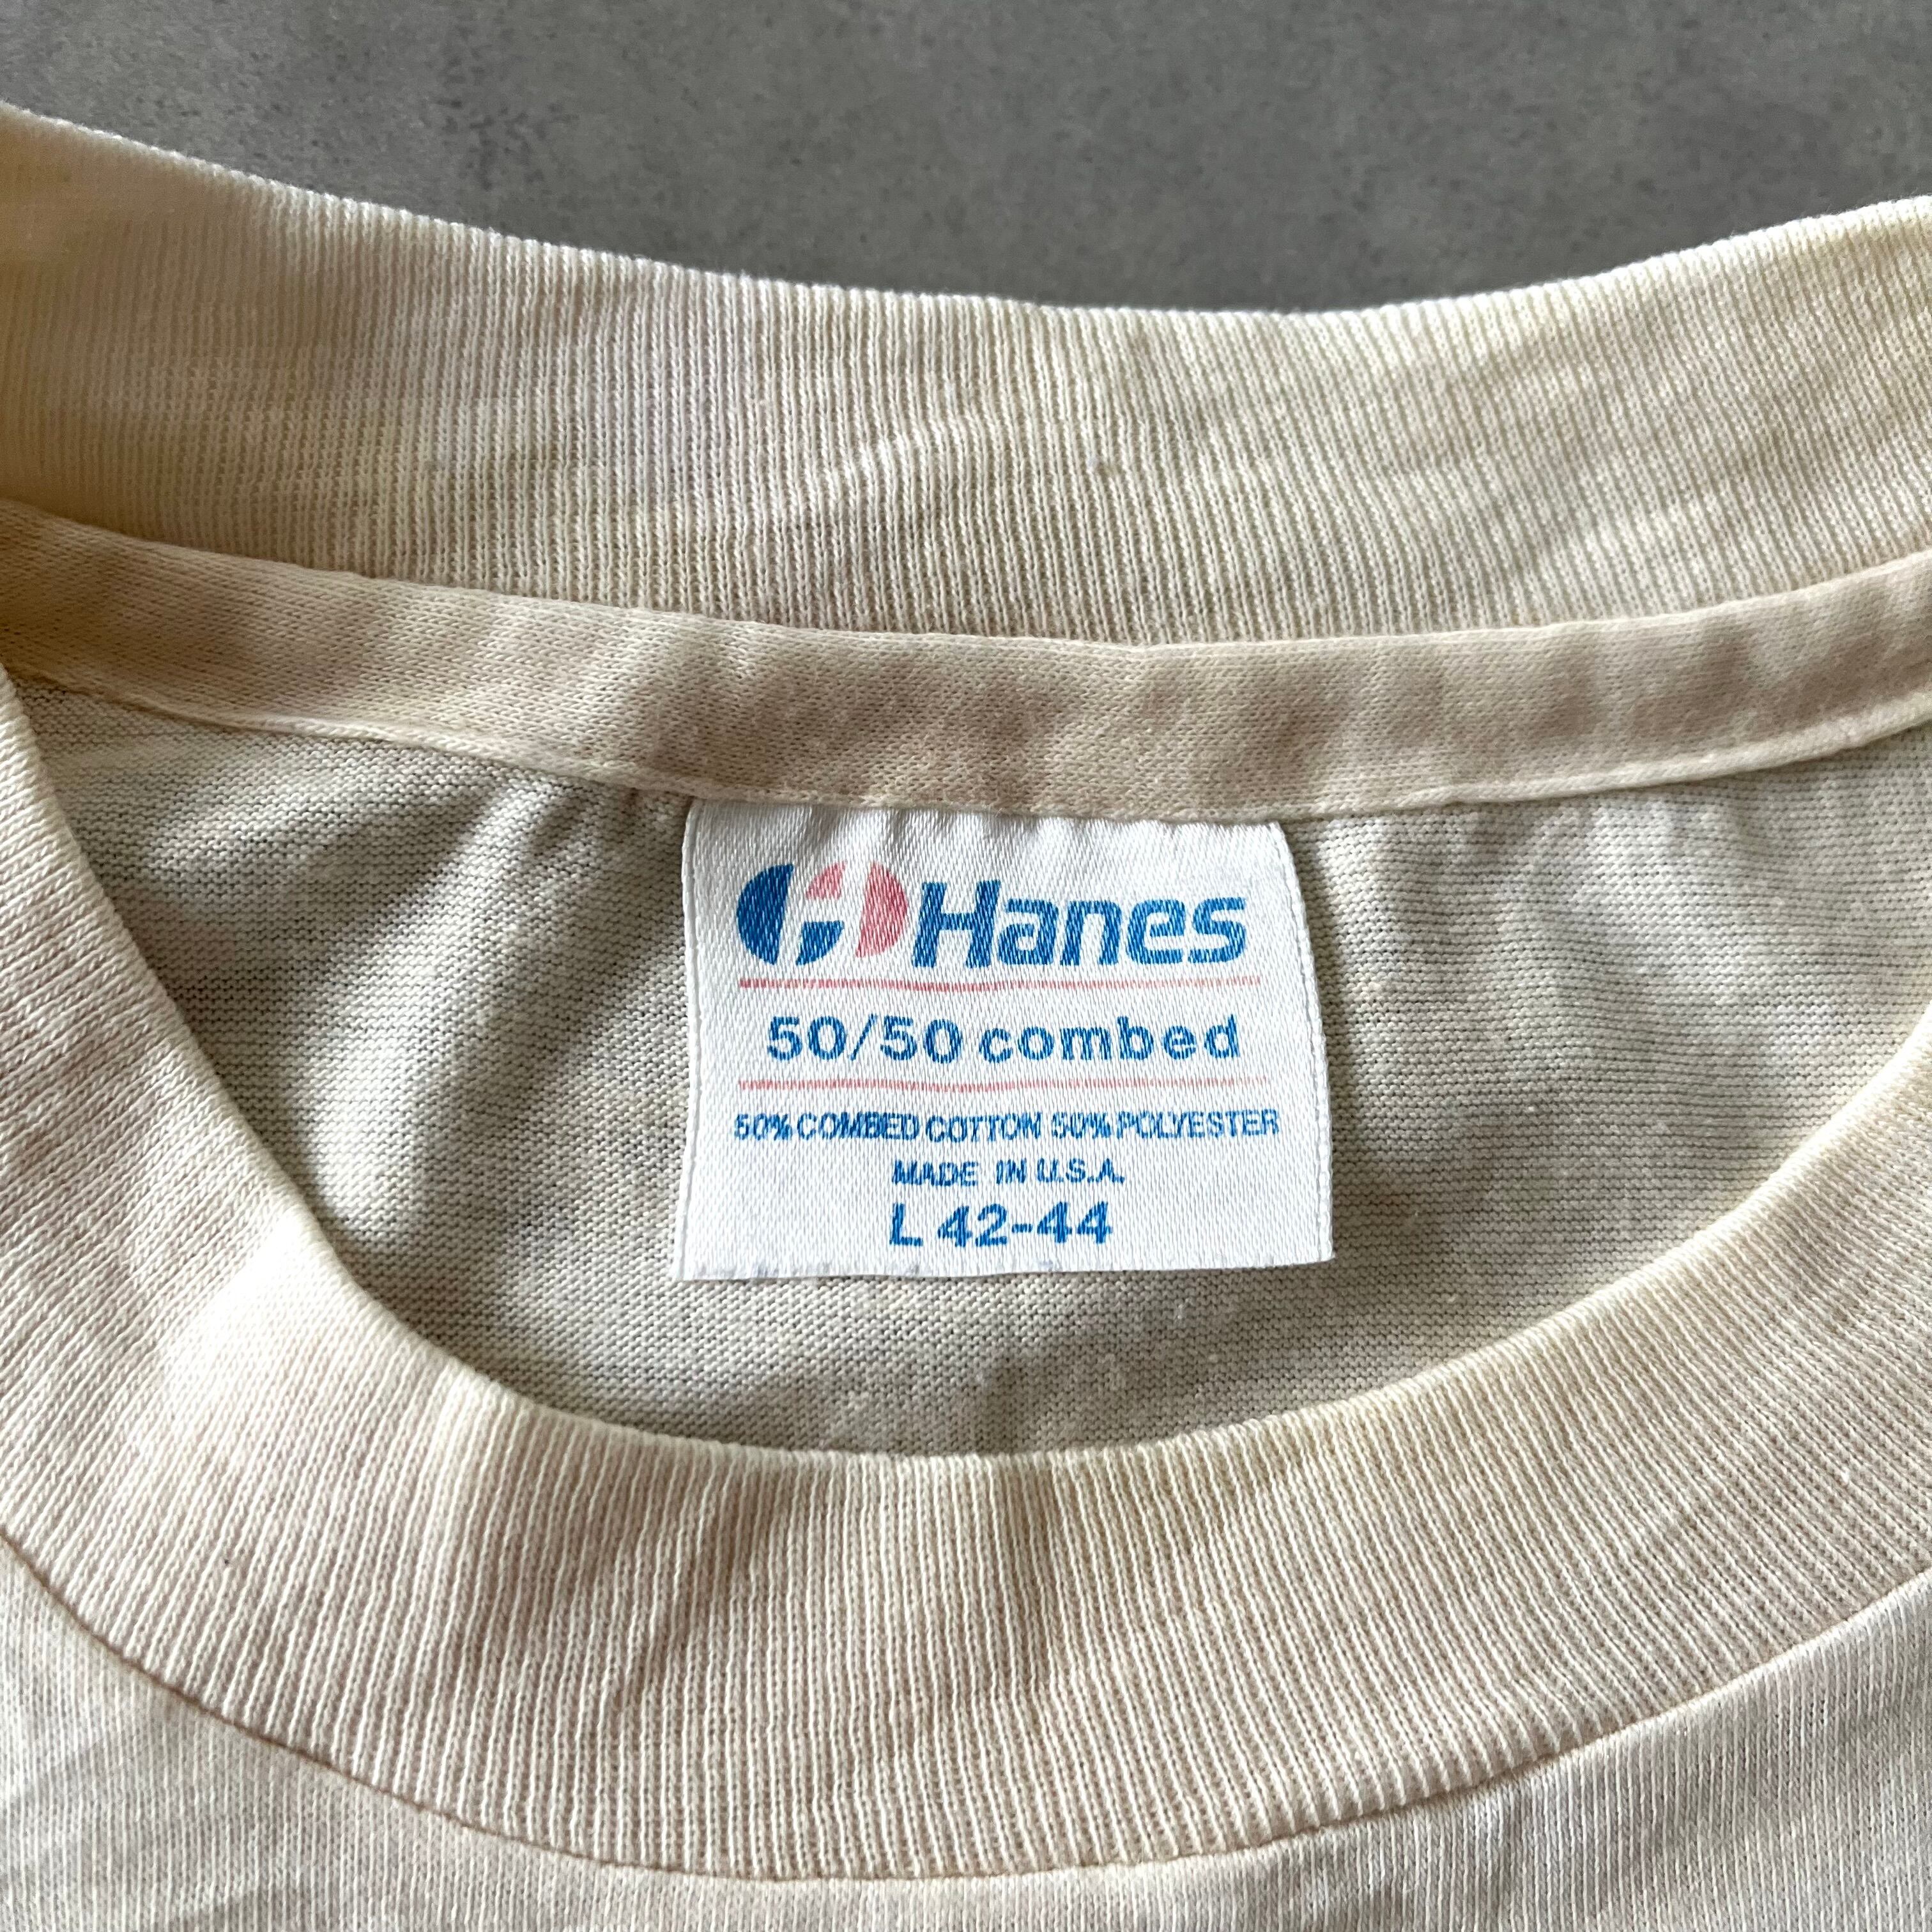 Hanes
50/50 combed
50% COMBED COTTON 50% POLYESTER
MADE IN U.S.A.
L 42-44